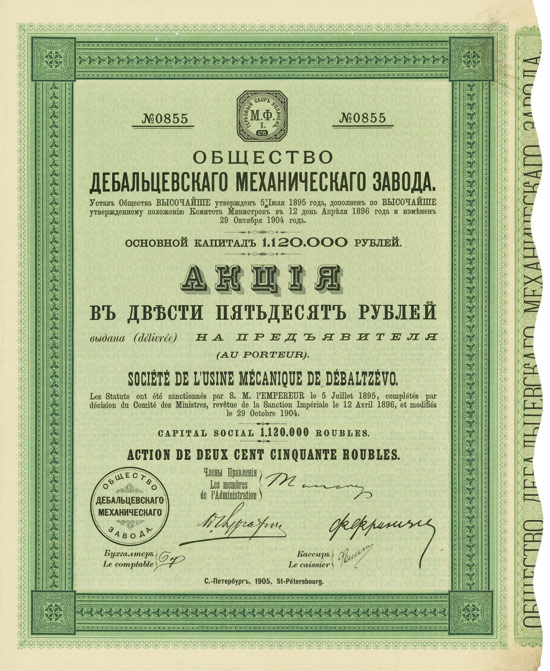 №0855
М.Ф.
I.
№0855
ОБЩЕСТВО
ДЕБАЛЬЦЕВСКАГО МЕХАНИЧЕСКАГО ЗАВОДА.
Уставъ Общества ВЫСОЧАЙШЕ утвержденъ 5 Іюля 1895 года, дополненъ по ВЫСОЧАЙШЕ
утвержденному положенію Комитета Министровъ въ 12 день Апрѣля 1896 года и измѣненъ
29 Октября 1904 года.
ОСНОВНОЙ КАПИТАЛЪ 1.120.000 РУБЛЕЙ.
АКЦІЯ
ВЪ ДВѢСТИ ПЯТЬДЕСЯТЪ РУБЛЕЙ
выдана (délivrée) НА ПРЕДЪЯВИТЕЛЯ
(AU PORTEUR).
SOCIÉTÉ DE L'USINE MÉCANIQUE DE DÉBALTZÉVO.
Les Statuts ont été sanctionnés par S. M. l'EMPEREUR le 5 Juillet 1895, complétés par
décision du Comité des Ministres, revêtue de la Sanction Impériale le 12 Avril 1896, et modifiés
le 29 Octobre 1904.
CAPITAL SOCIAL 1.120.000 ROUBLES.
ACTION DE DEUX CENT CINQUANTE ROUBLES.
Члены Правленія
Les membres
de l'Administration
ОБЩЕСТВО
ДЕБАЛЬЦЕВСКАГО
МЕХАНИЧЕСКАГО
ЗАВОДА.
Бухгалтеръ
Le comptable
Кассиръ
Le caissier
С.-Петербургъ, 1905, St-Pétersbourg.
ОБЩЕСТВО ДЕБАЛЬЦЕВСКАГО МЕХАНИЧЕСКАГО ЗАВОДА